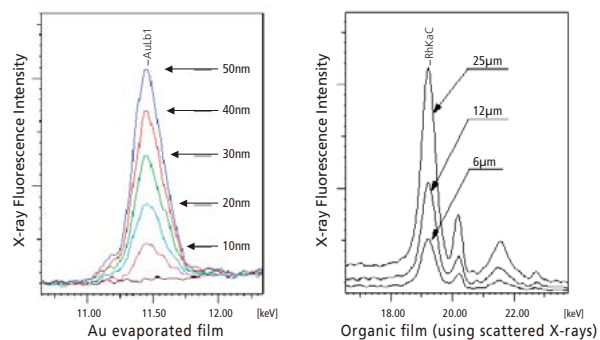 X-ray Fluorescence Intensity
AuLb1
50nm
40nm
30nm
20nm
10nm
11.00 11.50 12.00 [keV]
Au evaporated film
X-ray Fluorescence Intensity
RhKaC
25μm
12μm
6μm
18.00 20.00 22.00 [keV]
Organic film (using scattered X-rays)